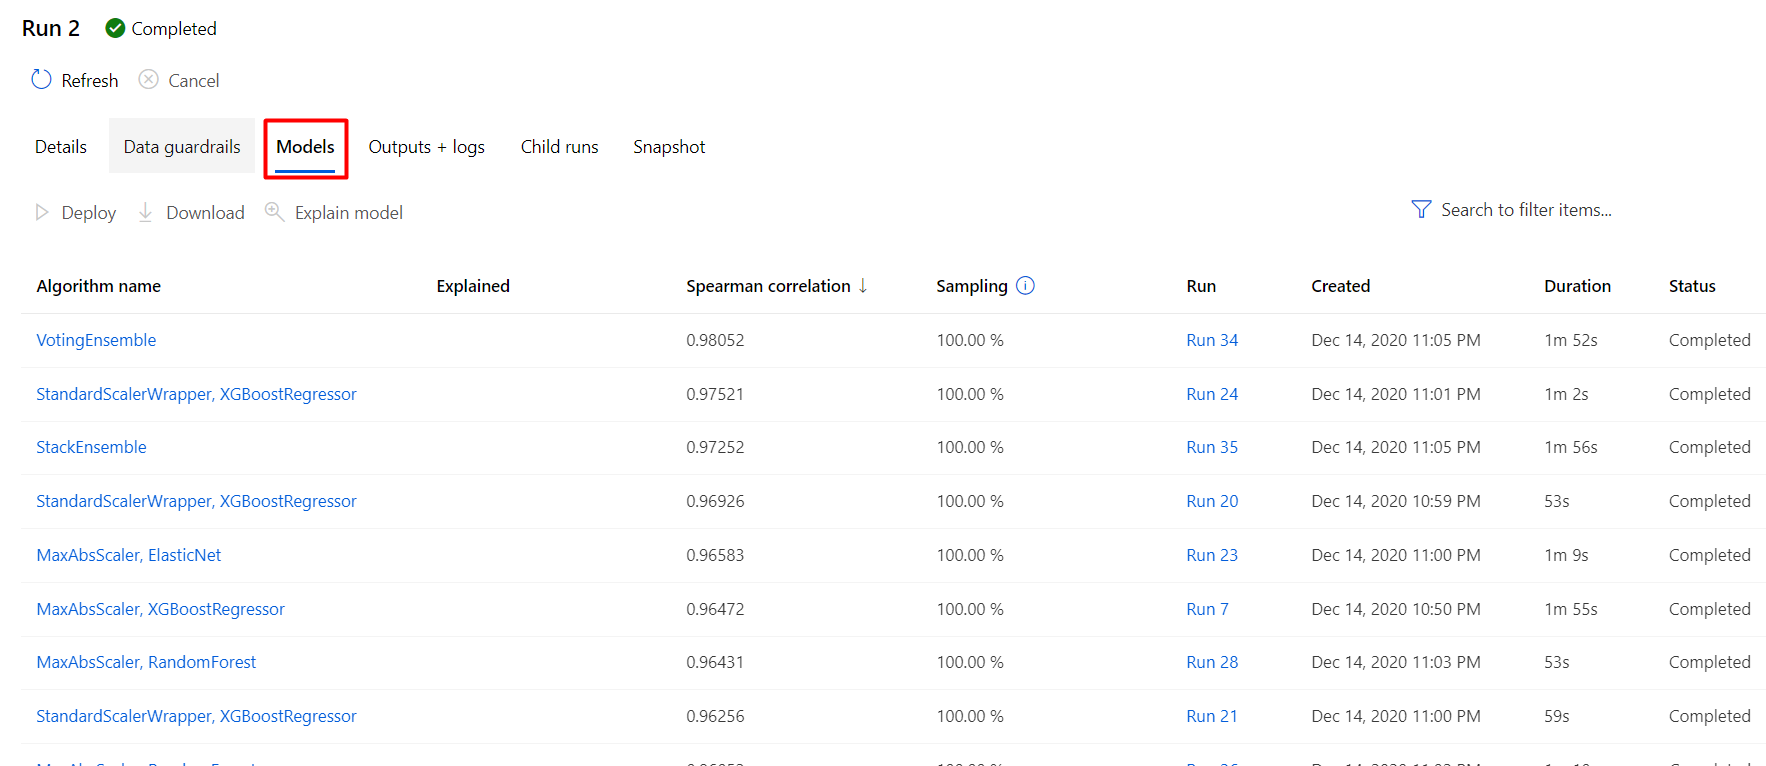 Run 2 Completed
Refresh Cancel
Details Data guardrails Models Outputs + logs Child runs Snapshot
Deploy Download Explain model Search to filter items...
Algorithm name Explained Spearman correlation ↓ Sampling Run Created Duration Status
VotingEnsemble 0.98052 100.00 % Run 34 Dec 14, 2020 11:05 PM 1m 52s Completed
StandardScalerWrapper, XGBoostRegressor 0.97521 100.00 % Run 24 Dec 14, 2020 11:01 PM 1m 2s Completed
StackEnsemble 0.97252 100.00 % Run 35 Dec 14, 2020 11:05 PM 1m 56s Completed
StandardScalerWrapper, XGBoostRegressor 0.96926 100.00 % Run 20 Dec 14, 2020 10:59 PM 53s Completed
MaxAbsScaler, ElasticNet 0.96583 100.00 % Run 23 Dec 14, 2020 11:00 PM 1m 9s Completed
MaxAbsScaler, XGBoostRegressor 0.96472 100.00 % Run 7 Dec 14, 2020 10:50 PM 1m 55s Completed
MaxAbsScaler, RandomForest 0.96431 100.00 % Run 28 Dec 14, 2020 11:03 PM 53s Completed
StandardScalerWrapper, XGBoostRegressor 0.96256 100.00 % Run 21 Dec 14, 2020 11:00 PM 59s Completed